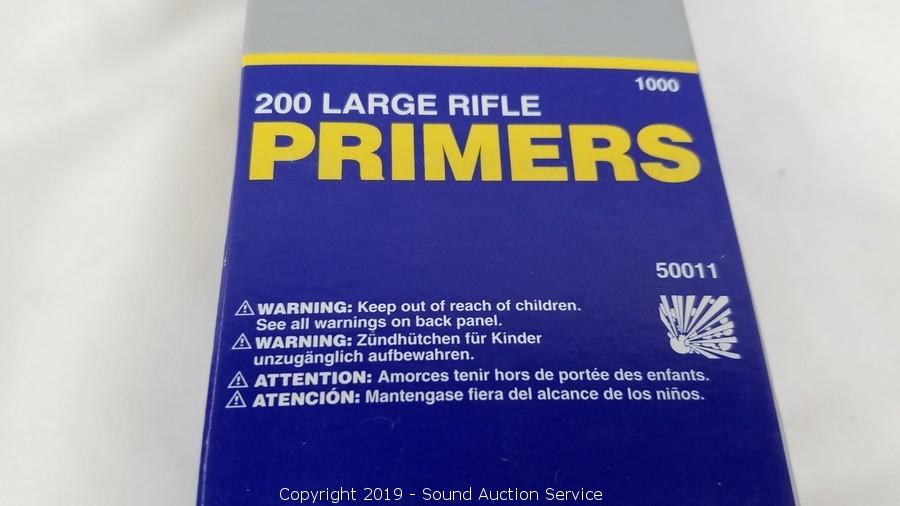 1000
200 LARGE RIFLE
PRIMERS
50011
⚠ WARNING: Keep out of reach of children.
See all warnings on back panel.
⚠ WARNING: Zündhütchen für Kinder
unzugänglich aufbewahren.
⚠ ATTENTION: Amorces tenir hors de portée des enfants.
⚠ ATENCIÓN: Mantengase fiera del alcance de los niños.
Copyright 2019 - Sound Auction Service